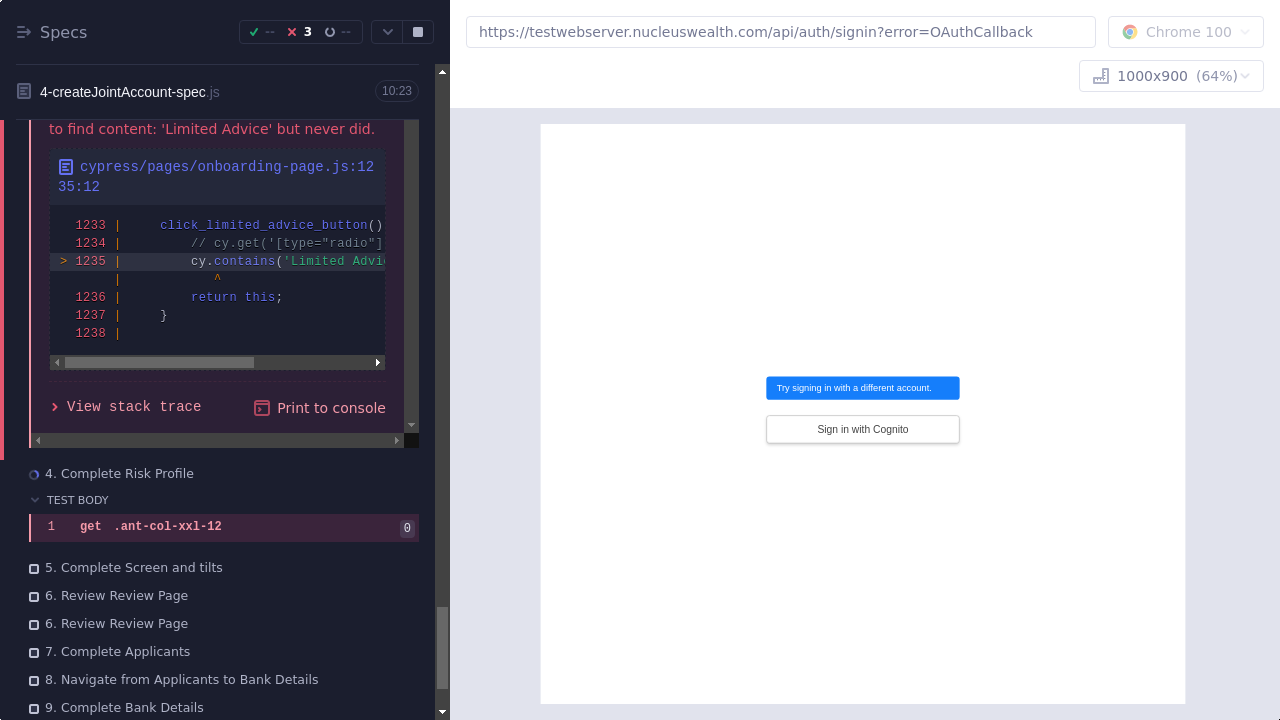 Specs
--
3
--
4-createJointAccount-spec.js
10:23
to find content: 'Limited Advice' but never did.
cypress/pages/onboarding-page.js:12
35:12
1233 | click_limited_advice_button()
1234 | // cy.get('[type="radio"]
> 1235 | cy.contains('Limited Advi
| ^
1236 | return this;
1237 | }
1238 |
View stack trace
Print to console
4. Complete Risk Profile
TEST BODY
1 get .ant-col-xxl-12 0
5. Complete Screen and tilts
6. Review Review Page
6. Review Review Page
7. Complete Applicants
8. Navigate from Applicants to Bank Details
9. Complete Bank Details
https://testwebserver.nucleuswealth.com/api/auth/signin?error=OAuthCallback
Chrome 100
1000x900 (64%)
Try signing in with a different account.
Sign in with Cognito